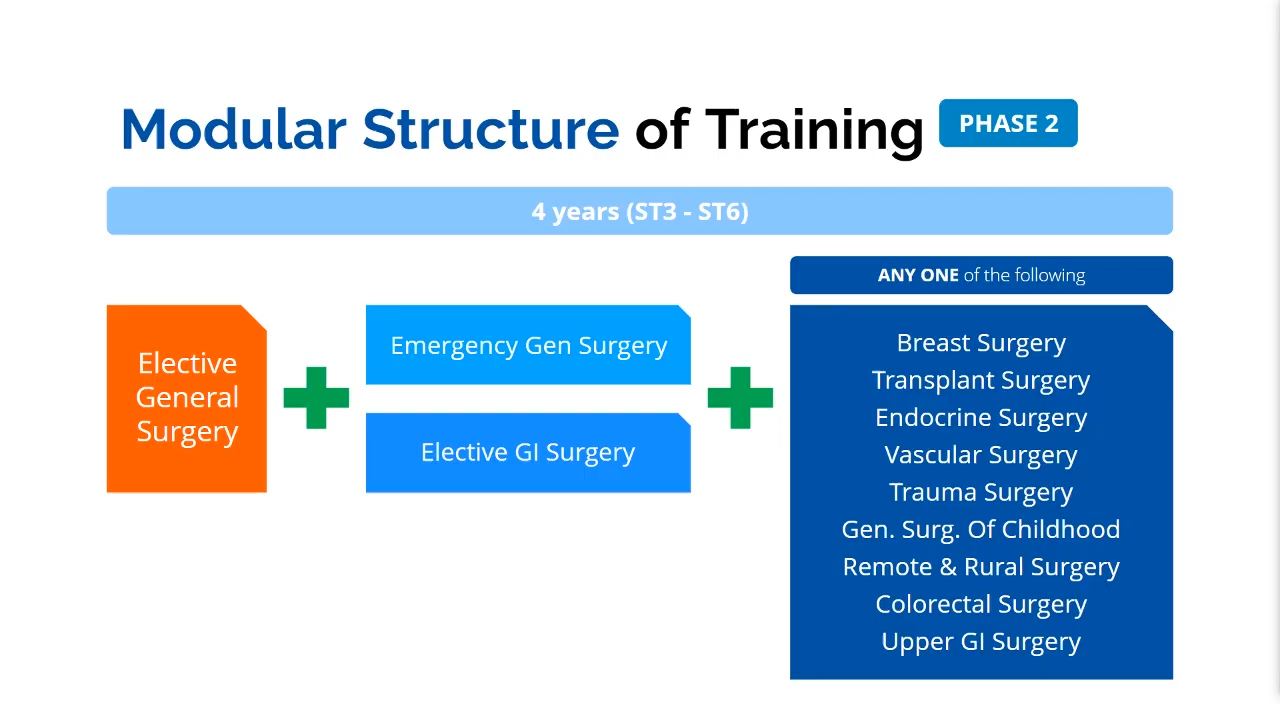 Modular Structure of Training
PHASE 2
4 years (ST3 - ST6)
ANY ONE of the following
Elective
General
Surgery
Emergency Gen Surgery
Elective GI Surgery
Breast Surgery
Transplant Surgery
Endocrine Surgery
Vascular Surgery
Trauma Surgery
Gen. Surg. Of Childhood
Remote & Rural Surgery
Colorectal Surgery
Upper GI Surgery